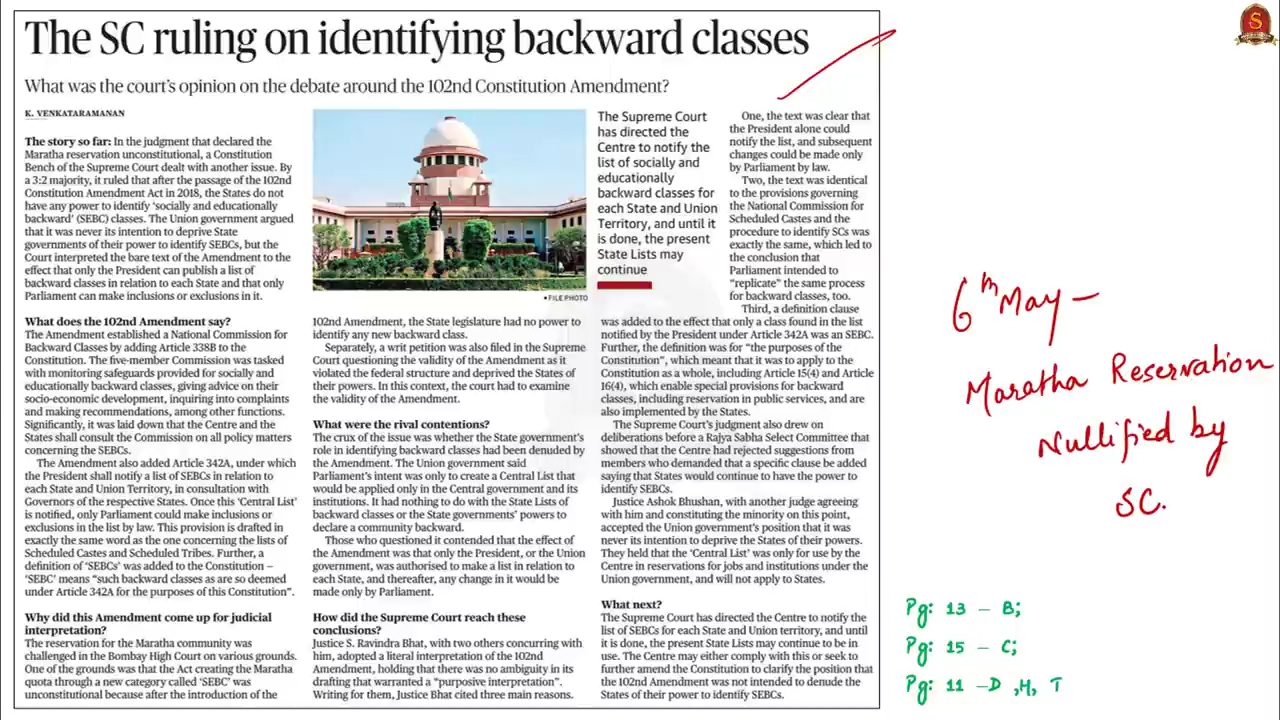 The SC ruling on identifying backward classes
What was the court's opinion on the debate around the 102nd Constitution Amendment?
K. VENKATARAMANAN
The story so far: In the judgment that declared the
Maratha reservation unconstitutional, a Constitution
Bench of the Supreme Court dealt with another issue. By
a 3:2 majority, it ruled that after the passage of the 102nd
Constitution Amendment Act in 2018, the States do not
have any power to identify 'socially and educationally
backward' (SEBC) classes. The Union government argued
that it was never its intention to deprive State
governments of their power to identify SEBCs, but the
Court interpreted the bare text of the Amendment to the
effect that only the President can publish a list of
backward classes in relation to each State and that only
Parliament can make inclusions or exclusions in it.
What does the 102nd Amendment say?
The Amendment established a National Commission for
Backward Classes by adding Article 338B to the
Constitution. The five-member Commission was tasked
with monitoring safeguards provided for socially and
educationally backward classes, giving advice on their
socio-economic development, inquiring into complaints
and making recommendations, among other functions.
Significantly, it was laid down that the Centre and the
States shall consult the Commission on all policy matters
concerning the SEBCs.
The Amendment also added Article 342A, under which
the President shall notify a list of SEBCs in relation to
each State and Union Territory, in consultation with
Governors of the respective States. Once this 'Central List'
is notified, only Parliament could make inclusions or
exclusions in the list by law. This provision is drafted in
exactly the same word as the one concerning the lists of
Scheduled Castes and Scheduled Tribes. Further, a
definition of 'SEBCs' was added to the Constitution –
'SEBC' means "such backward classes as are so deemed
under Article 342A for the purposes of this Constitution".
Why did this Amendment come up for judicial
interpretation?
The reservation for the Maratha community was
challenged in the Bombay High Court on various grounds.
One of the grounds was that the Act creating the Maratha
quota through a new category called 'SEBC' was
unconstitutional because after the introduction of the
• FILE PHOTO
102nd Amendment, the State legislature had no power to
identify any new backward class.
Separately, a writ petition was also filed in the Supreme
Court questioning the validity of the Amendment as it
violated the federal structure and deprived the States of
their powers. In this context, the court had to examine
the validity of the Amendment.
What were the rival contentions?
The crux of the issue was whether the State government's
role in identifying backward classes had been denuded by
the Amendment. The Union government said
Parliament's intent was only to create a Central List that
would be applied only in the Central government and its
institutions. It had nothing to do with the State Lists of
backward classes or the State governments' powers to
declare a community backward.
Those who questioned it contended that the effect of
the Amendment was that only the President, or the Union
government, was authorised to make a list in relation to
each State, and thereafter, any change in it would be
made only by Parliament.
How did the Supreme Court reach these
conclusions?
Justice S. Ravindra Bhat, with two others concurring with
him, adopted a literal interpretation of the 102nd
Amendment, holding that there was no ambiguity in its
drafting that warranted a "purposive interpretation".
Writing for them, Justice Bhat cited three main reasons.
The Supreme Court
has directed the
Centre to notify the
list of socially and
educationally
backward classes for
each State and Union
Territory, and until it
is done, the present
State Lists may
continue
One, the text was clear that
the President alone could
notify the list, and subsequent
changes could be made only
by Parliament by law.
Two, the text was identical
to the provisions governing
the National Commission for
Scheduled Castes and the
procedure to identify SCs was
exactly the same, which led to
the conclusion that
Parliament intended to
"replicate" the same process
for backward classes, too.
Third, a definition clause
was added to the effect that only a class found in the list
notified by the President under Article 342A was an SEBC.
Further, the definition was for "the purposes of the
Constitution", which meant that it was to apply to the
Constitution as a whole, including Article 15(4) and Article
16(4), which enable special provisions for backward
classes, including reservation in public services, and are
also implemented by the States.
The Supreme Court's judgment also drew on
deliberations before a Rajya Sabha Select Committee that
showed that the Centre had rejected suggestions from
members who demanded that a specific clause be added
saying that States would continue to have the power to
identify SEBCs.
Justice Ashok Bhushan, with another judge agreeing
with him and constituting the minority on this point,
accepted the Union government's position that it was
never its intention to deprive the States of their powers.
They held that the 'Central List' was only for use by the
Centre in reservations for jobs and institutions under the
Union government, and will not apply to States.
What next?
The Supreme Court has directed the Centre to notify the
list of SEBCs for each State and Union territory, and until
it is done, the present State Lists may continue to be in
use. The Centre may either comply with this or seek to
further amend the Constitution to clarify the position that
the 102nd Amendment was not intended to denude the
States of their power to identify SEBCs.
6th May –
Maratha Reservation
Nullified by
SC.
Pg: 13 – B;
Pg: 15 – C;
Pg: 11 – D, H, T